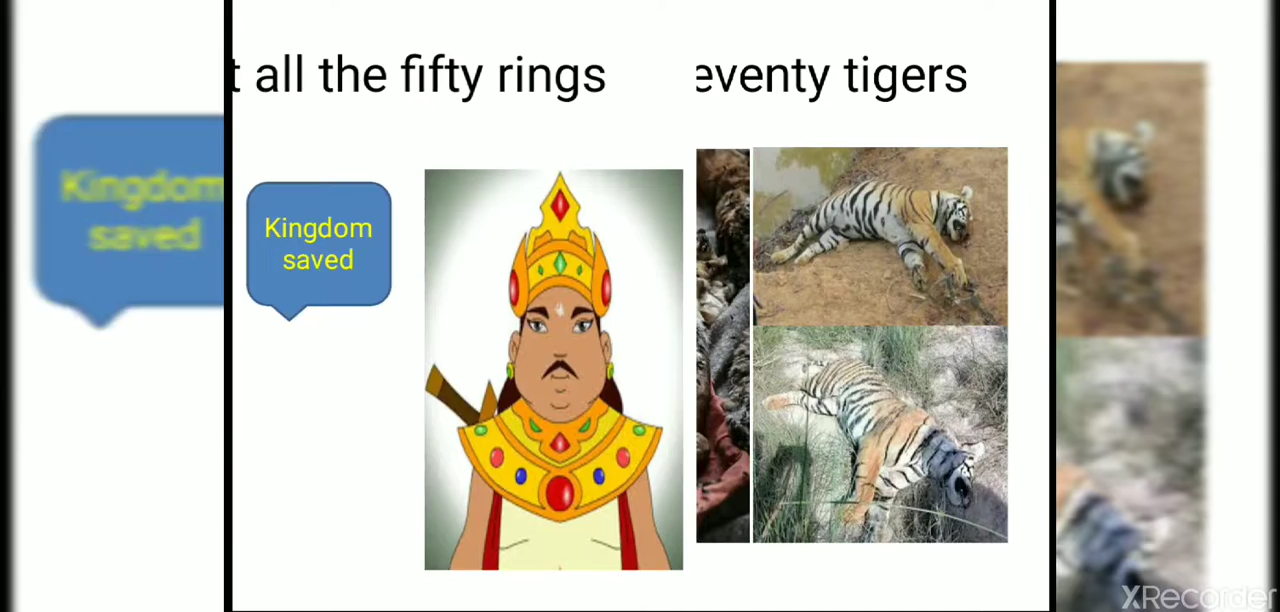 t all the fifty rings
eventy tigers
Kingdom
saved
Kingdom
saved
XRecorder